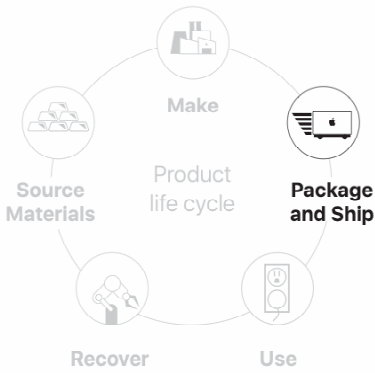 Make
Source
Materials
Product
life cycle
Package
and Ship
Recover
Use